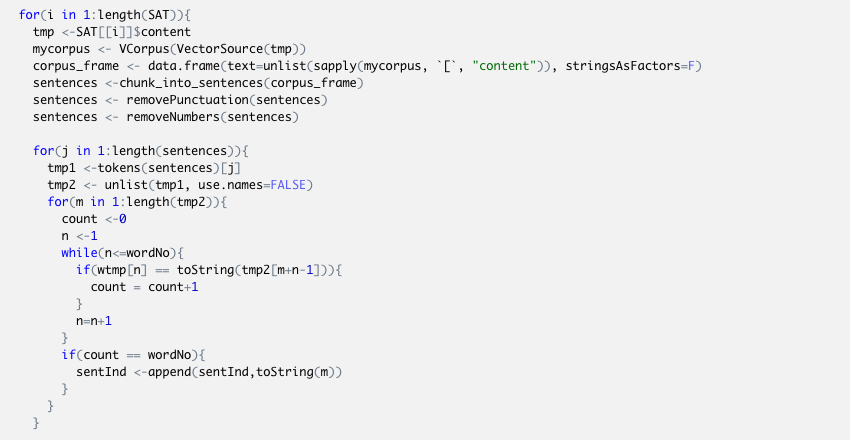 for(i in 1:length(SAT)){
  tmp <-SAT[[i]]$content
  mycorpus <- VCorpus(VectorSource(tmp))
  corpus_frame <- data.frame(text=unlist(sapply(mycorpus, `[`, "content")), stringsAsFactors=F)
  sentences <-chunk_into_sentences(corpus_frame)
  sentences <- removePunctuation(sentences)
  sentences <- removeNumbers(sentences)

  for(j in 1:length(sentences)){
    tmp1 <-tokens(sentences)[j]
    tmp2 <- unlist(tmp1, use.names=FALSE)
    for(m in 1:length(tmp2)){
      count <-0
      n <-1
      while(n<=wordNo){
        if(wtmp[n] == toString(tmp2[m+n-1])){
          count = count+1
        }
        n=n+1
      }
      if(count == wordNo){
        sentInd <-append(sentInd,toString(m))
      }
    }
  }